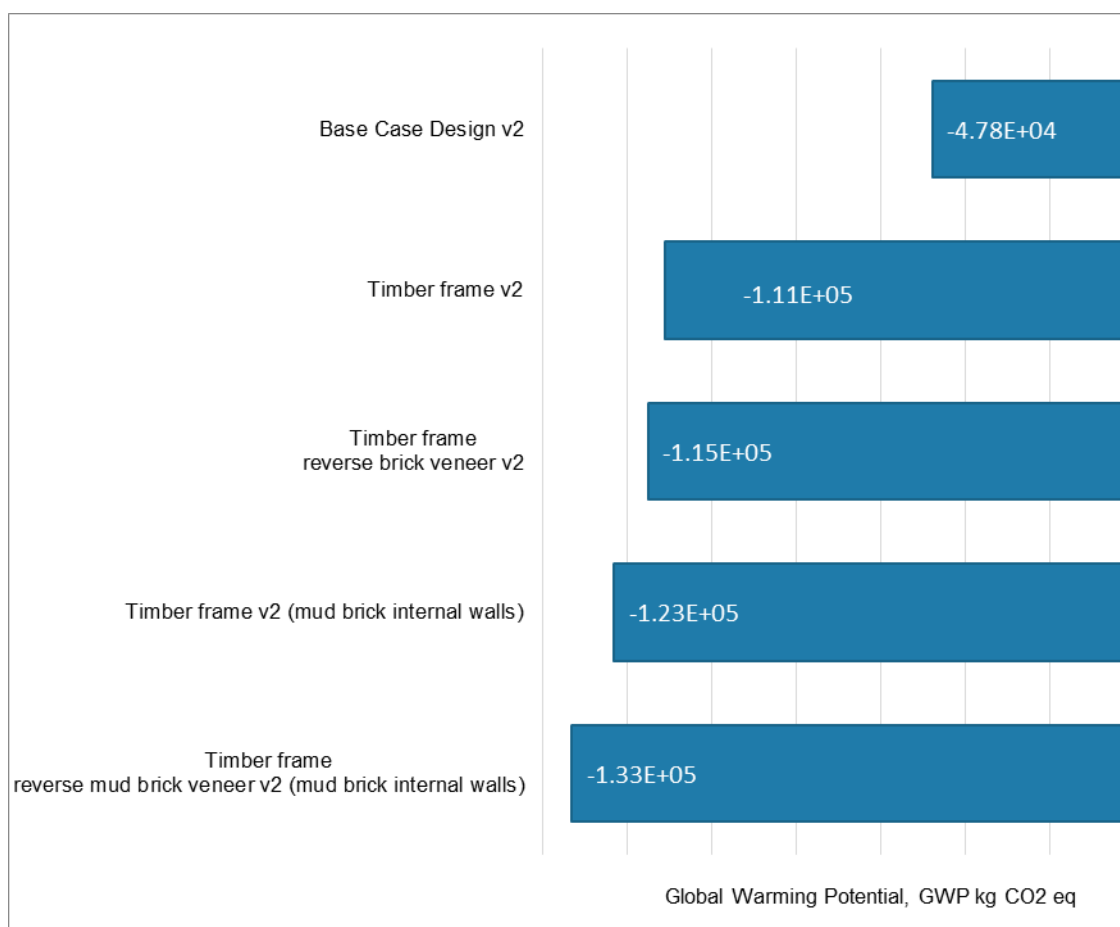 Base Case Design v2
-4.78E+04
Timber frame v2
-1.11E+05
Timber frame
reverse brick veneer v2
-1.15E+05
Timber frame v2 (mud brick internal walls)
-1.23E+05
Timber frame
reverse mud brick veneer v2 (mud brick internal walls)
-1.33E+05
Global Warming Potential, GWP kg CO2 eq